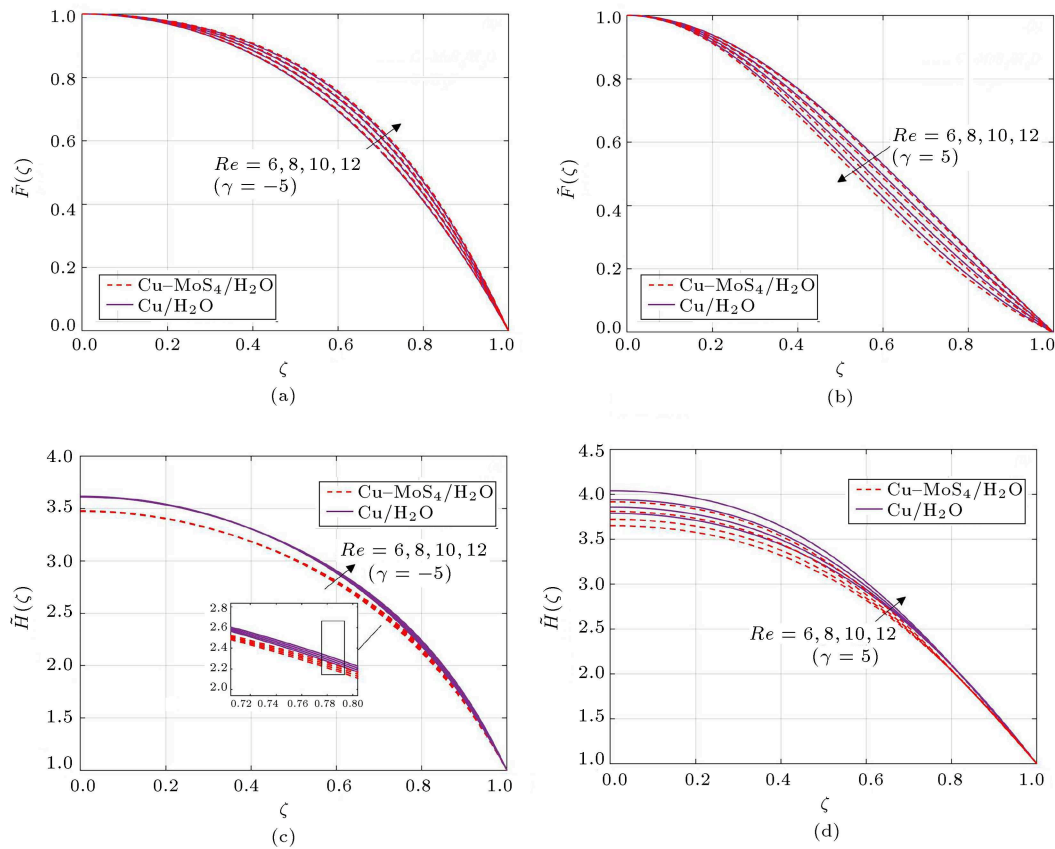 1.0
0.8
0.6
0.4
0.2
0.0
F̃(ζ)
Re = 6, 8, 10, 12
(γ = −5)
Cu–MoS₄/H₂O
Cu/H₂O
0.0 0.2 0.4 0.6 0.8 1.0
ζ
(a)
1.0
0.8
0.6
0.4
0.2
0.0
F̃(ζ)
Re = 6, 8, 10, 12
(γ = 5)
Cu–MoS₄/H₂O
Cu/H₂O
0.0 0.2 0.4 0.6 0.8 1.0
ζ
(b)
4.0
3.5
3.0
2.5
2.0
1.5
1.0
H̃(ζ)
Cu–MoS₄/H₂O
Cu/H₂O
Re = 6, 8, 10, 12
(γ = −5)
2.8
2.6
2.4
2.2
2.0
0.72 0.74 0.76 0.78 0.80
0.0 0.2 0.4 0.6 0.8 1.0
ζ
(c)
4.5
4.0
3.5
3.0
2.5
2.0
1.5
1.0
H̃(ζ)
Cu–MoS₄/H₂O
Cu/H₂O
Re = 6, 8, 10, 12
(γ = 5)
0.0 0.2 0.4 0.6 0.8 1.0
ζ
(d)